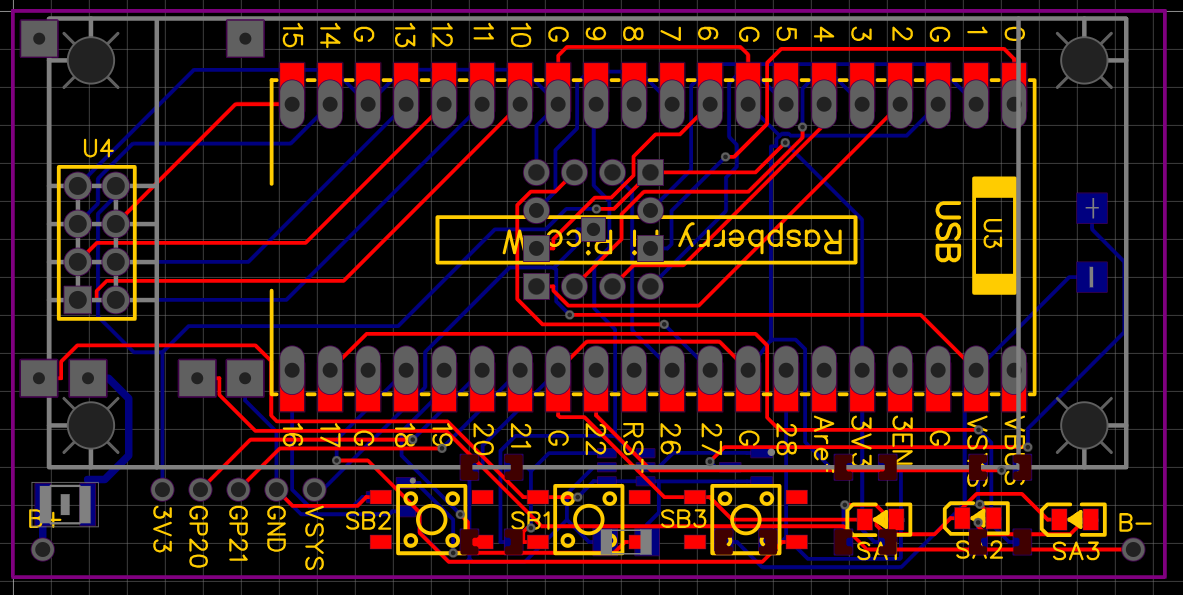 15 14 G 13 12 11 10 G 9 8 7 6 G 5 4 3 2 G 1 0
U4
Raspberry Pi Pico W
USB
U3
+
16 17 G 18 19 20 21 G 22 RST 26 27 G 28 Aref 3V3 3EN G VSYS VBUS
B+
3V3
GP20
GP21
GND
VSYS
SB2
SB1
SB3
SA1
SA2
SA3
B-